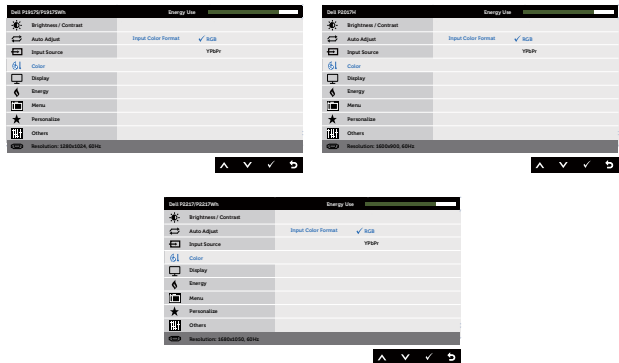 Dell P1917S/P1917SWh Energy Use
Brightness / Contrast
Auto Adjust Input Color Format ✓ RGB
Input Source YPbPr
Color
Display
Energy
Menu
Personalize
Others
Resolution: 1280x1024, 60Hz
Dell P2017H Energy Use
Brightness / Contrast
Auto Adjust Input Color Format ✓ RGB
Input Source YPbPr
Color
Display
Energy
Menu
Personalize
Others
Resolution: 1600x900, 60Hz
Dell P2217/P2217Wh Energy Use
Brightness / Contrast
Auto Adjust Input Color Format ✓ RGB
Input Source YPbPr
Color
Display
Energy
Menu
Personalize
Others
Resolution: 1680x1050, 60Hz